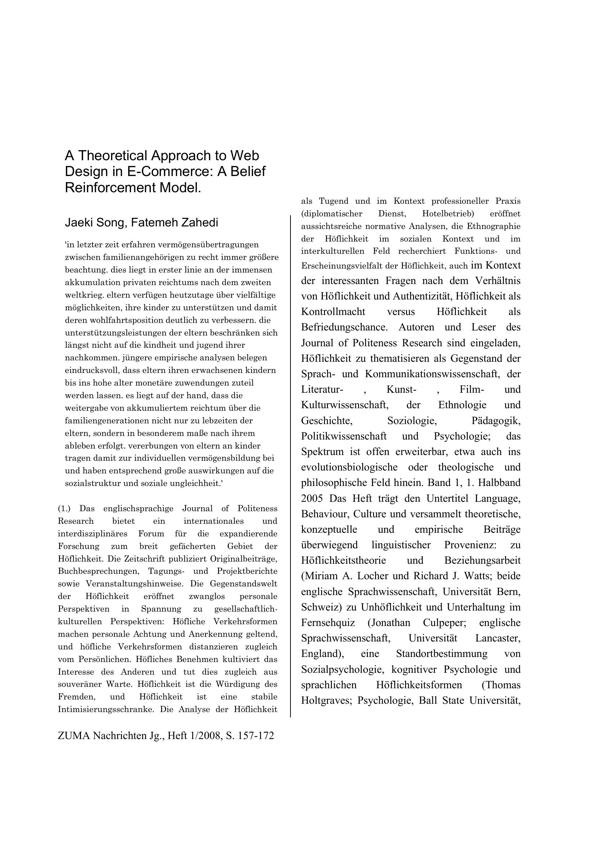 A Theoretical Approach to Web
Design in E-Commerce: A Belief
Reinforcement Model.
Jaeki Song, Fatemeh Zahedi
'in letzter zeit erfahren vermögensübertragungen
zwischen familienangehörigen zu recht immer größere
beachtung. dies liegt in erster linie an der immensen
akkumulation privaten reichtums nach dem zweiten
weltkrieg. eltern verfügen heutzutage über vielfältige
möglichkeiten, ihre kinder zu unterstützen und damit
deren wohlfahrtsposition deutlich zu verbessern. die
unterstützungsleistungen der eltern beschränken sich
längst nicht auf die kindheit und jugend ihrer
nachkommen. jüngere empirische analysen belegen
eindrucksvoll, dass eltern ihren erwachsenen kindern
bis ins hohe alter monetäre zuwendungen zuteil
werden lassen. es liegt auf der hand, dass die
weitergabe von akkumuliertem reichtum über die
familiengenerationen nicht nur zu lebzeiten der
eltern, sondern in besonderem maße nach ihrem
ableben erfolgt. vererbungen von eltern an kinder
tragen damit zur individuellen vermögensbildung bei
und haben entsprechend große auswirkungen auf die
sozialstruktur und soziale ungleichheit.'
(1.) Das englischsprachige Journal of Politeness
Research bietet ein internationales und
interdisziplinäres Forum für die expandierende
Forschung zum breit gefächerten Gebiet der
Höflichkeit. Die Zeitschrift publiziert Originalbeiträge,
Buchbesprechungen, Tagungs- und Projektberichte
sowie Veranstaltungshinweise. Die Gegenstandswelt
der Höflichkeit eröffnet zwanglos personale
Perspektiven in Spannung zu gesellschaftlich-
kulturellen Perspektiven: Höfliche Verkehrsformen
machen personale Achtung und Anerkennung geltend,
und höfliche Verkehrsformen distanzieren zugleich
vom Persönlichen. Höfliches Benehmen kultiviert das
Interesse des Anderen und tut dies zugleich aus
souveräner Warte. Höflichkeit ist die Würdigung des
Fremden, und Höflichkeit ist eine stabile
Intimisierungsschranke. Die Analyse der Höflichkeit
als Tugend und im Kontext professioneller Praxis
(diplomatischer Dienst, Hotelbetrieb) eröffnet
aussichtsreiche normative Analysen, die Ethnographie
der Höflichkeit im sozialen Kontext und im
interkulturellen Feld recherchiert Funktions- und
Erscheinungsvielfalt der Höflichkeit, auch im Kontext
der interessanten Fragen nach dem Verhältnis
von Höflichkeit und Authentizität, Höflichkeit als
Kontrollmacht versus Höflichkeit als
Befriedungschance. Autoren und Leser des
Journal of Politeness Research sind eingeladen,
Höflichkeit zu thematisieren als Gegenstand der
Sprach- und Kommunikationswissenschaft, der
Literatur- , Kunst- , Film- und
Kulturwissenschaft, der Ethnologie und
Geschichte, Soziologie, Pädagogik,
Politikwissenschaft und Psychologie; das
Spektrum ist offen erweiterbar, etwa auch ins
evolutionsbiologische oder theologische und
philosophische Feld hinein. Band 1, 1. Halbband
2005 Das Heft trägt den Untertitel Language,
Behaviour, Culture und versammelt theoretische,
konzeptuelle und empirische Beiträge
überwiegend linguistischer Provenienz: zu
Höflichkeitstheorie und Beziehungsarbeit
(Miriam A. Locher und Richard J. Watts; beide
englische Sprachwissenschaft, Universität Bern,
Schweiz) zu Unhöflichkeit und Unterhaltung im
Fernsehquiz (Jonathan Culpeper; englische
Sprachwissenschaft, Universität Lancaster,
England), eine Standortbestimmung von
Sozialpsychologie, kognitiver Psychologie und
sprachlichen Höflichkeitsformen (Thomas
Holtgraves; Psychologie, Ball State Universität,
ZUMA Nachrichten Jg., Heft 1/2008, S. 157-172